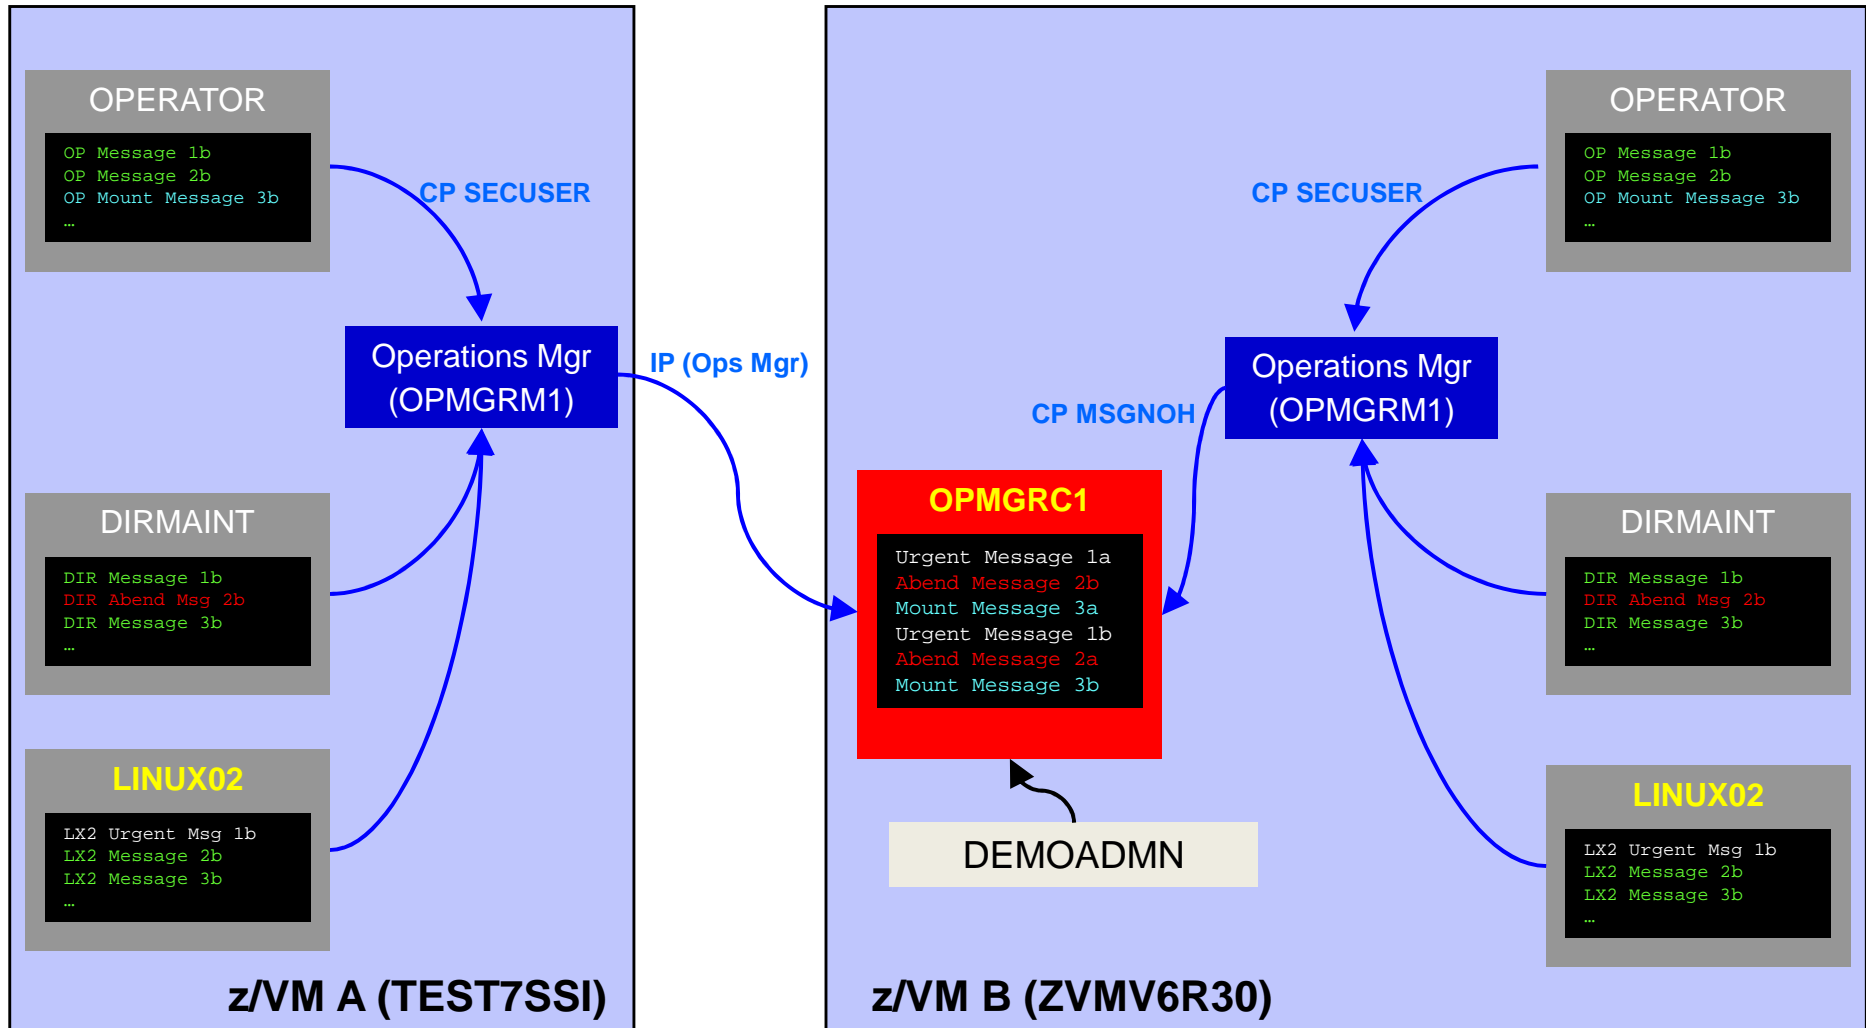 OPERATOR
OP Message 1b
OP Message 2b
OP Mount Message 3b
…
CP SECUSER
Operations Mgr
(OPMGRM1)
DIRMAINT
DIR Message 1b
DIR Abend Msg 2b
DIR Message 3b
…
LINUX02
LX2 Urgent Msg 1b
LX2 Message 2b
LX2 Message 3b
…
z/VM A (TEST7SSI)
IP (Ops Mgr)
OPERATOR
OP Message 1b
OP Message 2b
OP Mount Message 3b
…
CP SECUSER
Operations Mgr
(OPMGRM1)
CP MSGNOH
OPMGRC1
Urgent Message 1a
Abend Message 2b
Mount Message 3a
Urgent Message 1b
Abend Message 2a
Mount Message 3b
DEMOADMN
DIRMAINT
DIR Message 1b
DIR Abend Msg 2b
DIR Message 3b
…
LINUX02
LX2 Urgent Msg 1b
LX2 Message 2b
LX2 Message 3b
…
z/VM B (ZVMV6R30)